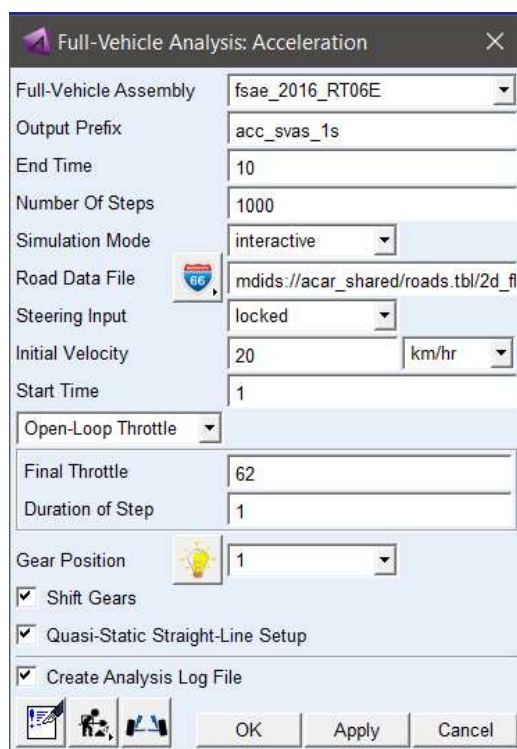 Full-Vehicle Analysis: Acceleration
Full-Vehicle Assembly fsae_2016_RT06E
Output Prefix acc_svas_1s
End Time 10
Number Of Steps 1000
Simulation Mode interactive
Road Data File 66 mdids://acar_shared/roads.tbl/2d_fl
Steering Input locked
Initial Velocity 20 km/hr
Start Time 1
Open-Loop Throttle
Final Throttle 62
Duration of Step 1
Gear Position 1
Shift Gears
Quasi-Static Straight-Line Setup
Create Analysis Log File
OK Apply Cancel